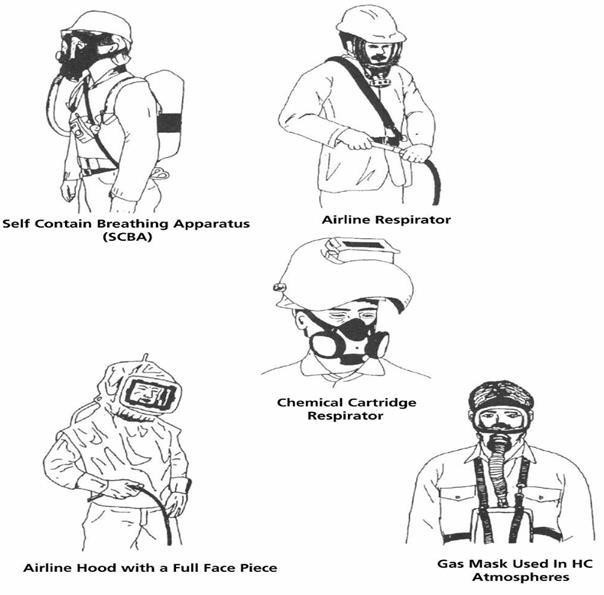 Self Contain Breathing Apparatus
(SCBA)
Airline Respirator
Chemical Cartridge
Respirator
Airline Hood with a Full Face Piece
Gas Mask Used In HC
Atmospheres